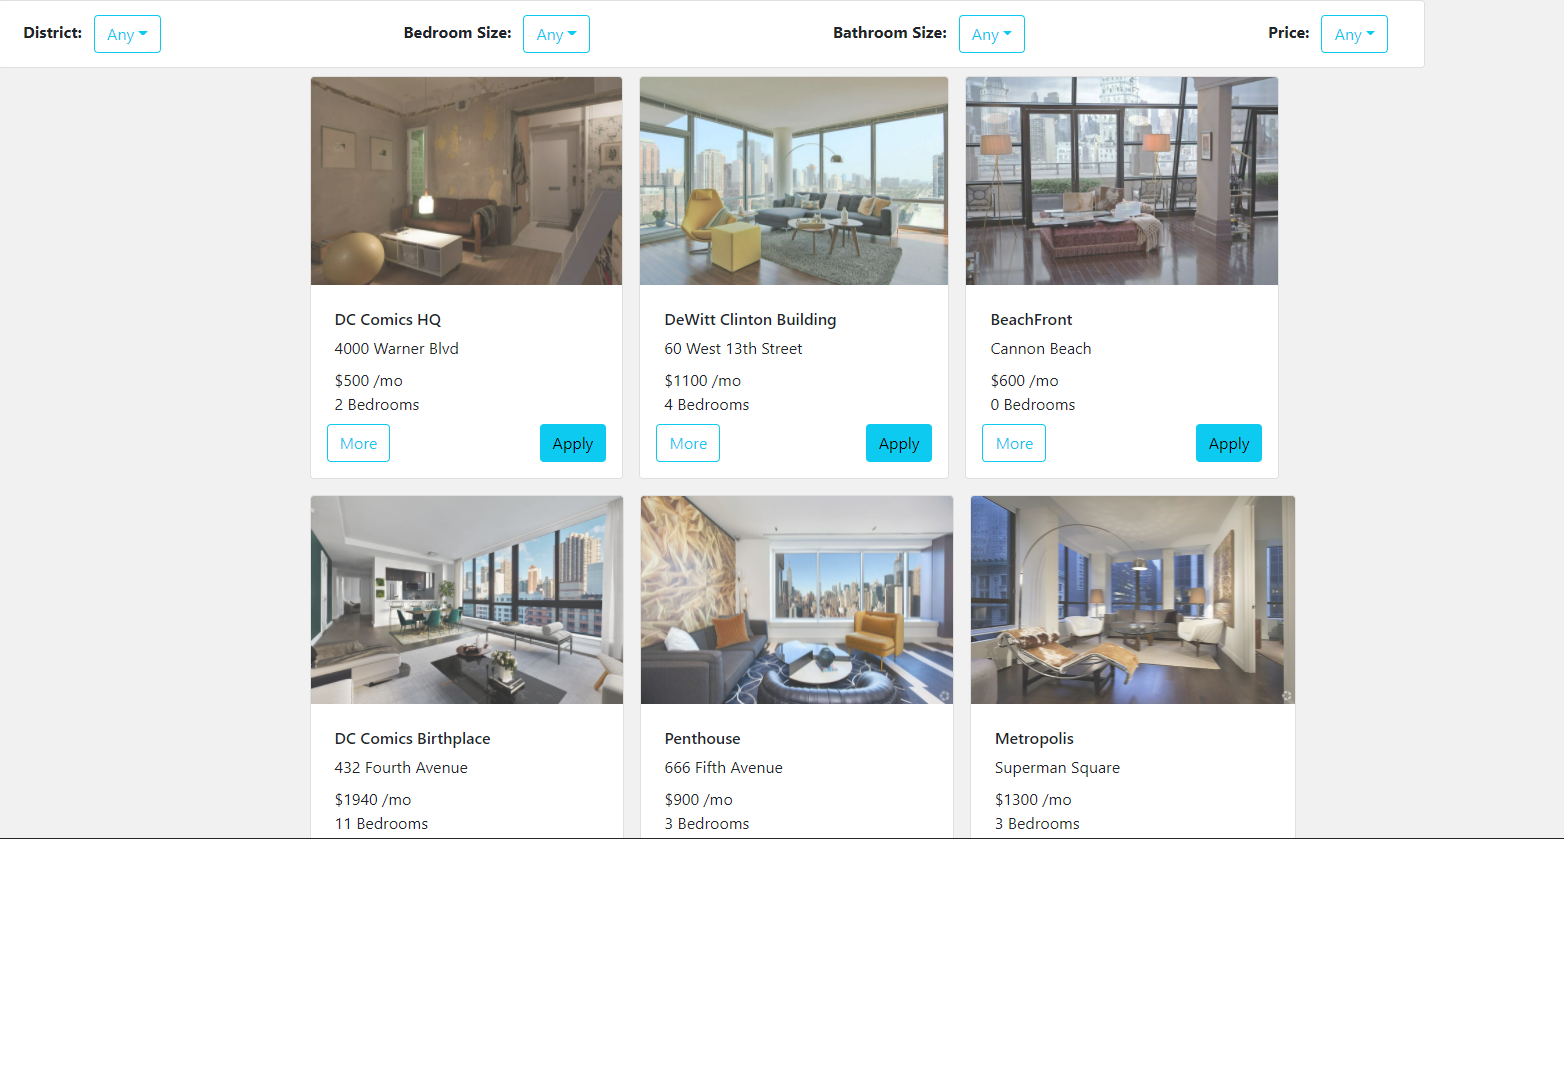 District: Any Bedroom Size: Any Bathroom Size: Any Price: Any
DC Comics HQ
4000 Warner Blvd
$500 /mo
2 Bedrooms
More Apply
DeWitt Clinton Building
60 West 13th Street
$1100 /mo
4 Bedrooms
More Apply
BeachFront
Cannon Beach
$600 /mo
0 Bedrooms
More Apply
DC Comics Birthplace
432 Fourth Avenue
$1940 /mo
11 Bedrooms
Penthouse
666 Fifth Avenue
$900 /mo
3 Bedrooms
Metropolis
Superman Square
$1300 /mo
3 Bedrooms